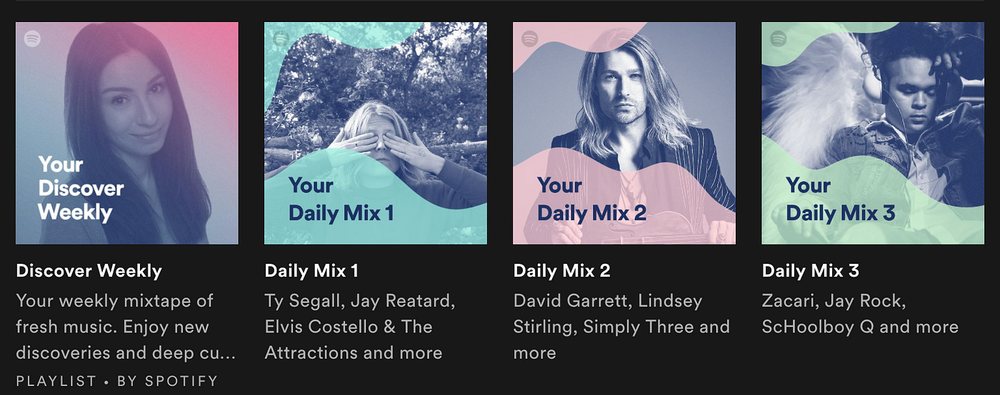 Your
Discover
Weekly
Discover Weekly
Your weekly mixtape of
fresh music. Enjoy new
discoveries and deep cu...
PLAYLIST • BY SPOTIFY
Your
Daily Mix 1
Daily Mix 1
Ty Segall, Jay Reatard,
Elvis Costello & The
Attractions and more
Your
Daily Mix 2
Daily Mix 2
David Garrett, Lindsey
Stirling, Simply Three and
more
Your
Daily Mix 3
Daily Mix 3
Zacari, Jay Rock,
ScHoolboy Q and more